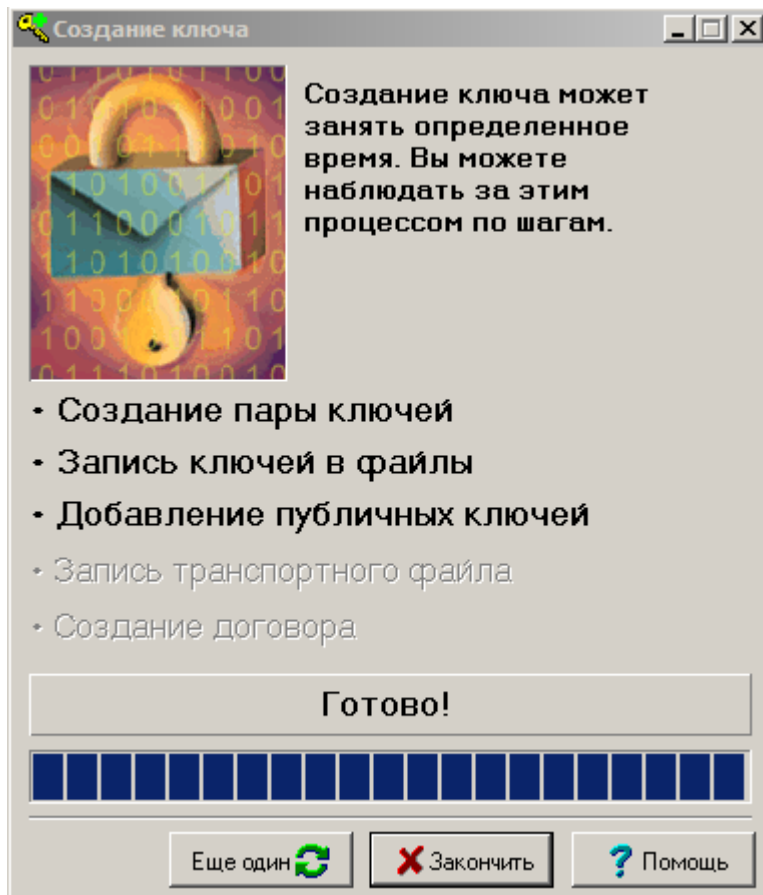 Создание ключа
Создание ключа может
занять определенное
время. Вы можете
наблюдать за этим
процессом по шагам.
• Создание пары ключей
• Запись ключей в файлы
• Добавление публичных ключей
• Запись транспортного файла
• Создание договора
Готово!
Еще один Закончить Помощь